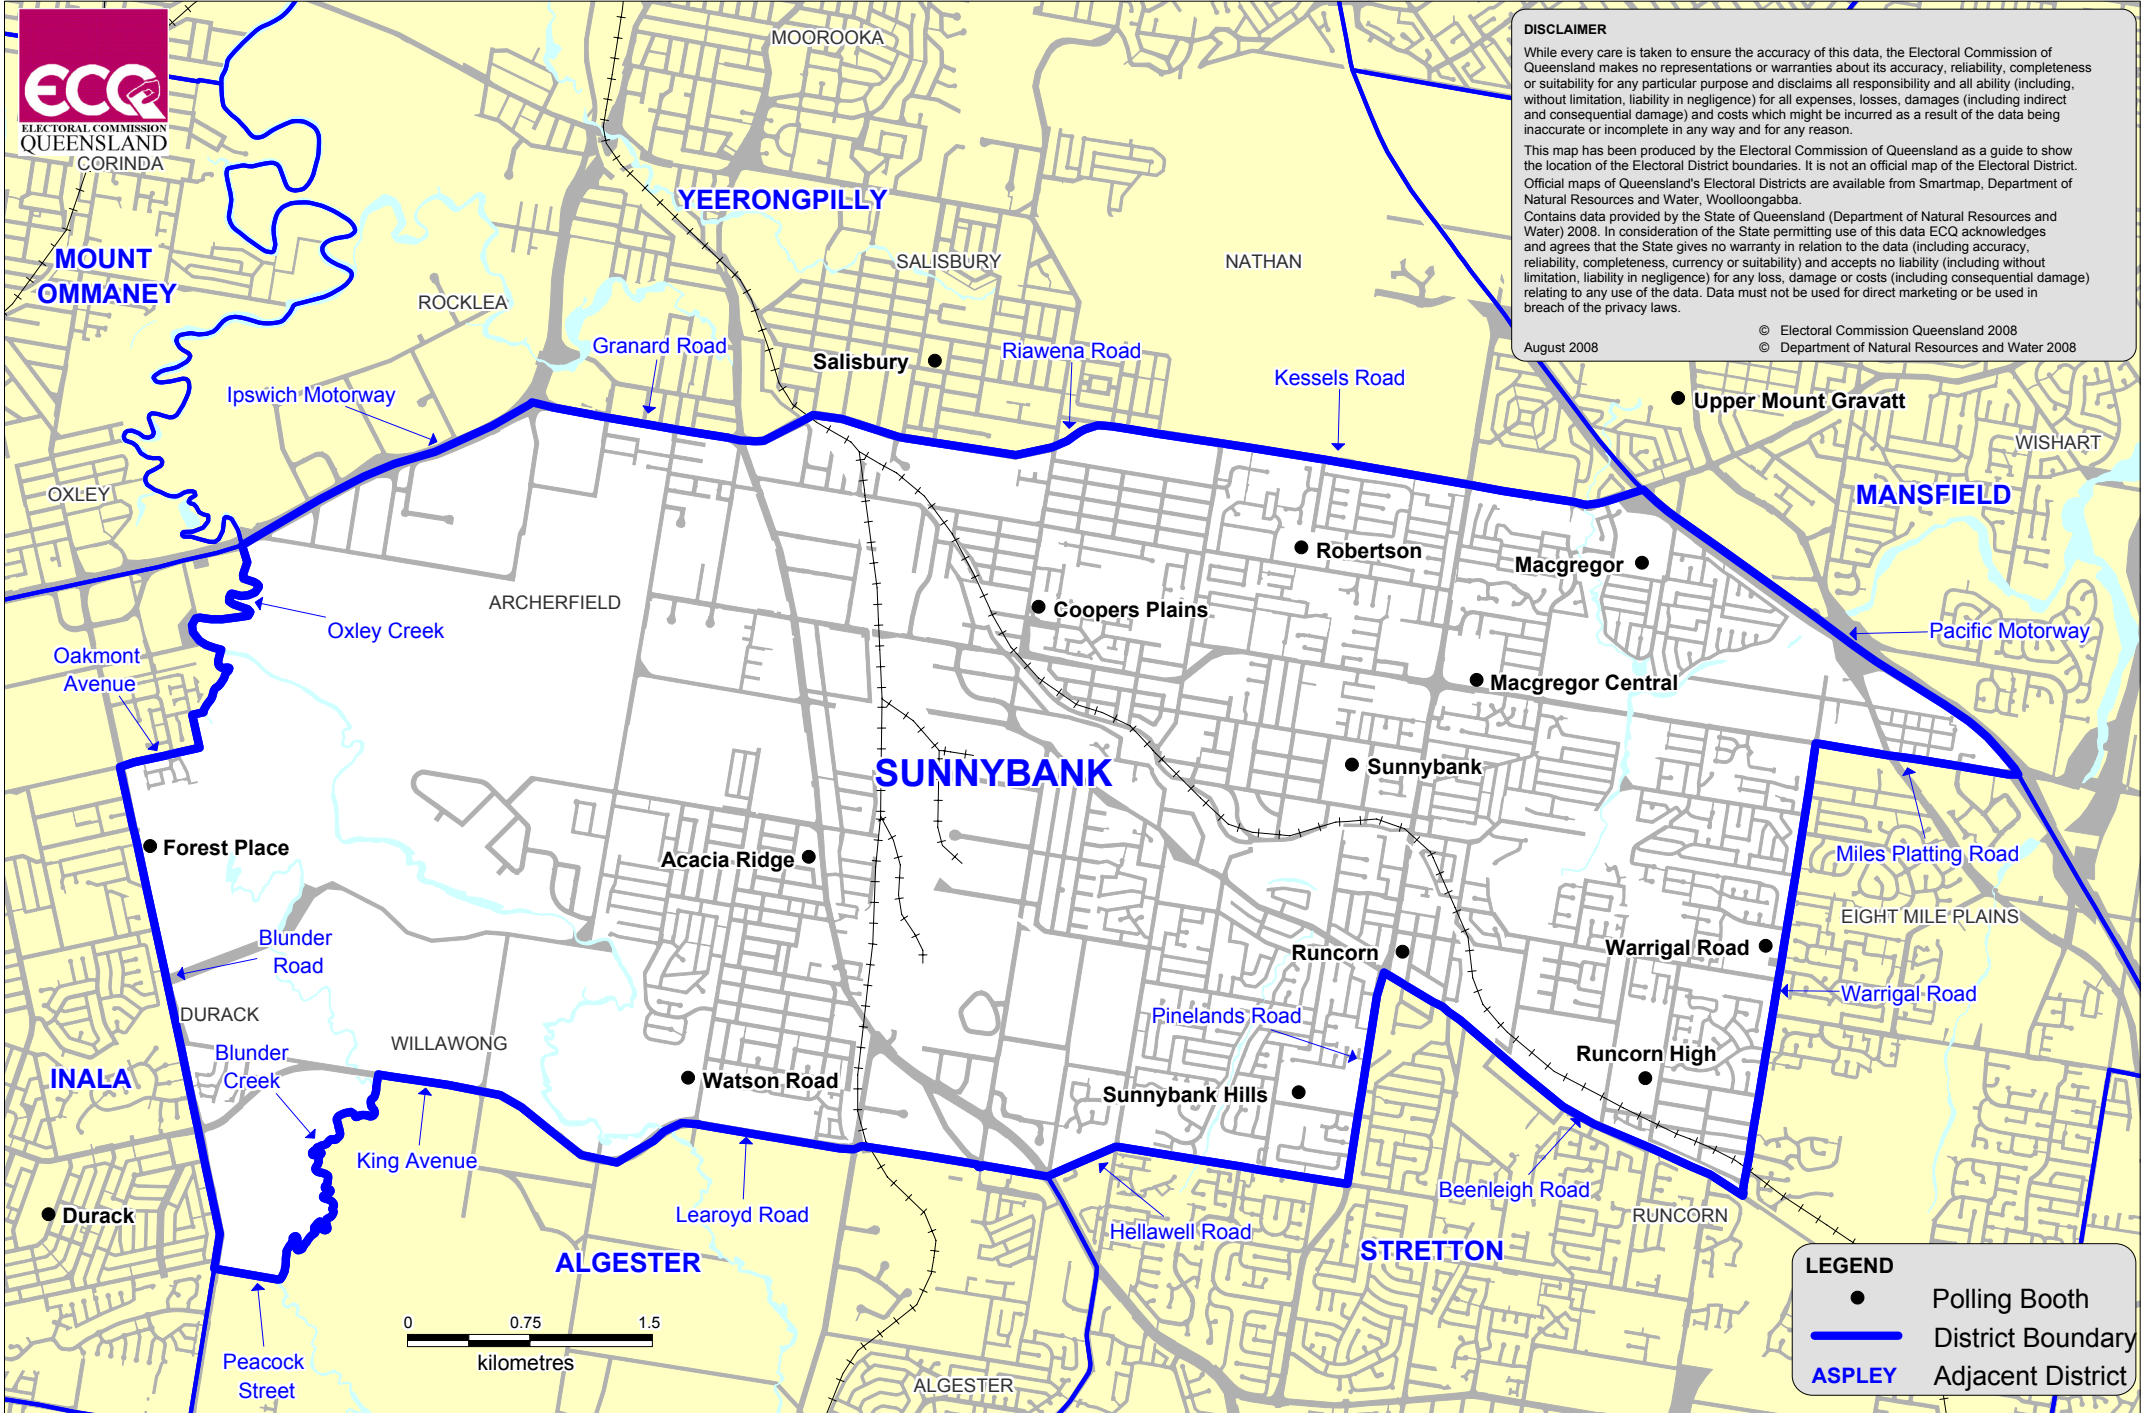 ECQ
ELECTORAL COMMISSION
QUEENSLAND
DISCLAIMER
While every care is taken to ensure the accuracy of this data, the Electoral Commission of
Queensland makes no representations or warranties about its accuracy, reliability, completeness
or suitability for any particular purpose and disclaims all responsibility and all ability (including,
without limitation, liability in negligence) for all expenses, losses, damages (including indirect
and consequential damage) and costs which might be incurred as a result of the data being
inaccurate or incomplete in any way and for any reason.
This map has been produced by the Electoral Commission of Queensland as a guide to show
the location of the Electoral District boundaries. It is not an official map of the Electoral District.
Official maps of Queensland's Electoral Districts are available from Smartmap, Department of
Natural Resources and Water, Woolloongabba.
Contains data provided by the State of Queensland (Department of Natural Resources and
Water) 2008. In consideration of the State permitting use of this data ECQ acknowledges
and agrees that the State gives no warranty in relation to the data (including accuracy,
reliability, completeness, currency or suitability) and accepts no liability (including without
limitation, liability in negligence) for any loss, damage or costs (including consequential damage)
relating to any use of the data. Data must not be used for direct marketing or be used in
breach of the privacy laws.
© Electoral Commission Queensland 2008
August 2008
© Department of Natural Resources and Water 2008
MOOROOKA
CORINDA
YEERONGPILLY
MOUNT
OMMANEY
SALISBURY
NATHAN
ROCKLEA
Granard Road
Salisbury
Riawena Road
Kessels Road
Ipswich Motorway
Upper Mount Gravatt
WISHART
OXLEY
MANSFIELD
Robertson
Macgregor
ARCHERFIELD
Coopers Plains
Oxley Creek
Pacific Motorway
Oakmont
Avenue
Macgregor Central
SUNNYBANK
Sunnybank
Forest Place
Acacia Ridge
Miles Platting Road
EIGHT MILE PLAINS
Blunder
Road
Runcorn
Warrigal Road
Warrigal Road
DURACK
Pinelands Road
WILLAWONG
Blunder
Creek
Runcorn High
INALA
Watson Road
Sunnybank Hills
King Avenue
Beenleigh Road
Durack
Learoyd Road
RUNCORN
Hellawell Road
ALGESTER
STRETTON
0 0.75 1.5
kilometres
Peacock
Street
ALGESTER
LEGEND
Polling Booth
District Boundary
ASPLEY Adjacent District